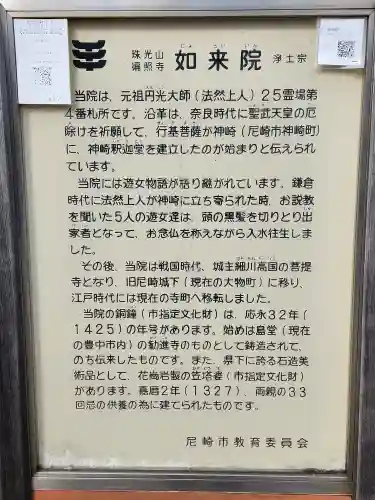 珠光山
遍照寺
如来院
にょらいいん
浄土宗
当院は、元祖円光大師（法然上人）２５霊場第
４番札所です。沿革は、奈良時代に聖武天皇の厄
除けを祈願して、行基菩薩が神崎（尼崎市神崎町）
に、神崎釈迦堂を建立したのが始まりと伝えられ
ています。
当院には遊女物語が語り継がれています。鎌倉
時代に法然上人が神崎に立ち寄られた時、お説教
を聞いた５人の遊女達は、頭の黒髪を切りとり出
家者となって、お念仏を称えながら入水往生しま
した。
その後、当院は戦国時代、城主細川高国の菩提
寺となり、旧尼崎城下（現在の大物町）に移り、
江戸時代には現在の寺町へ移転しました。
当院の銅鐘（市指定文化財）は、応永３２年（
１４２５）の年号があります。始めは島堂（現在
の豊中市内）の勧進寺のものとして鋳造されて、
のち伝来したものです。また、県下に誇る石造美
術品として、花崗岩製の笠塔婆（市指定文化財）
があります。嘉暦２年（１３２７）、両親の３３
回忌の供養の為に建てられたものです。
尼崎市教育委員会